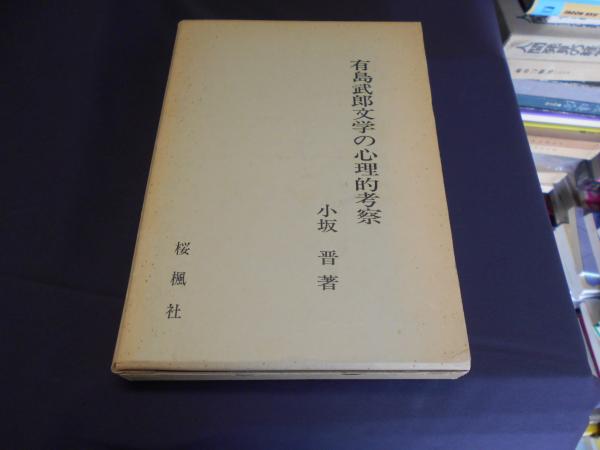 有島武郎文学の心理的考察
小坂 晋 著
桜楓社